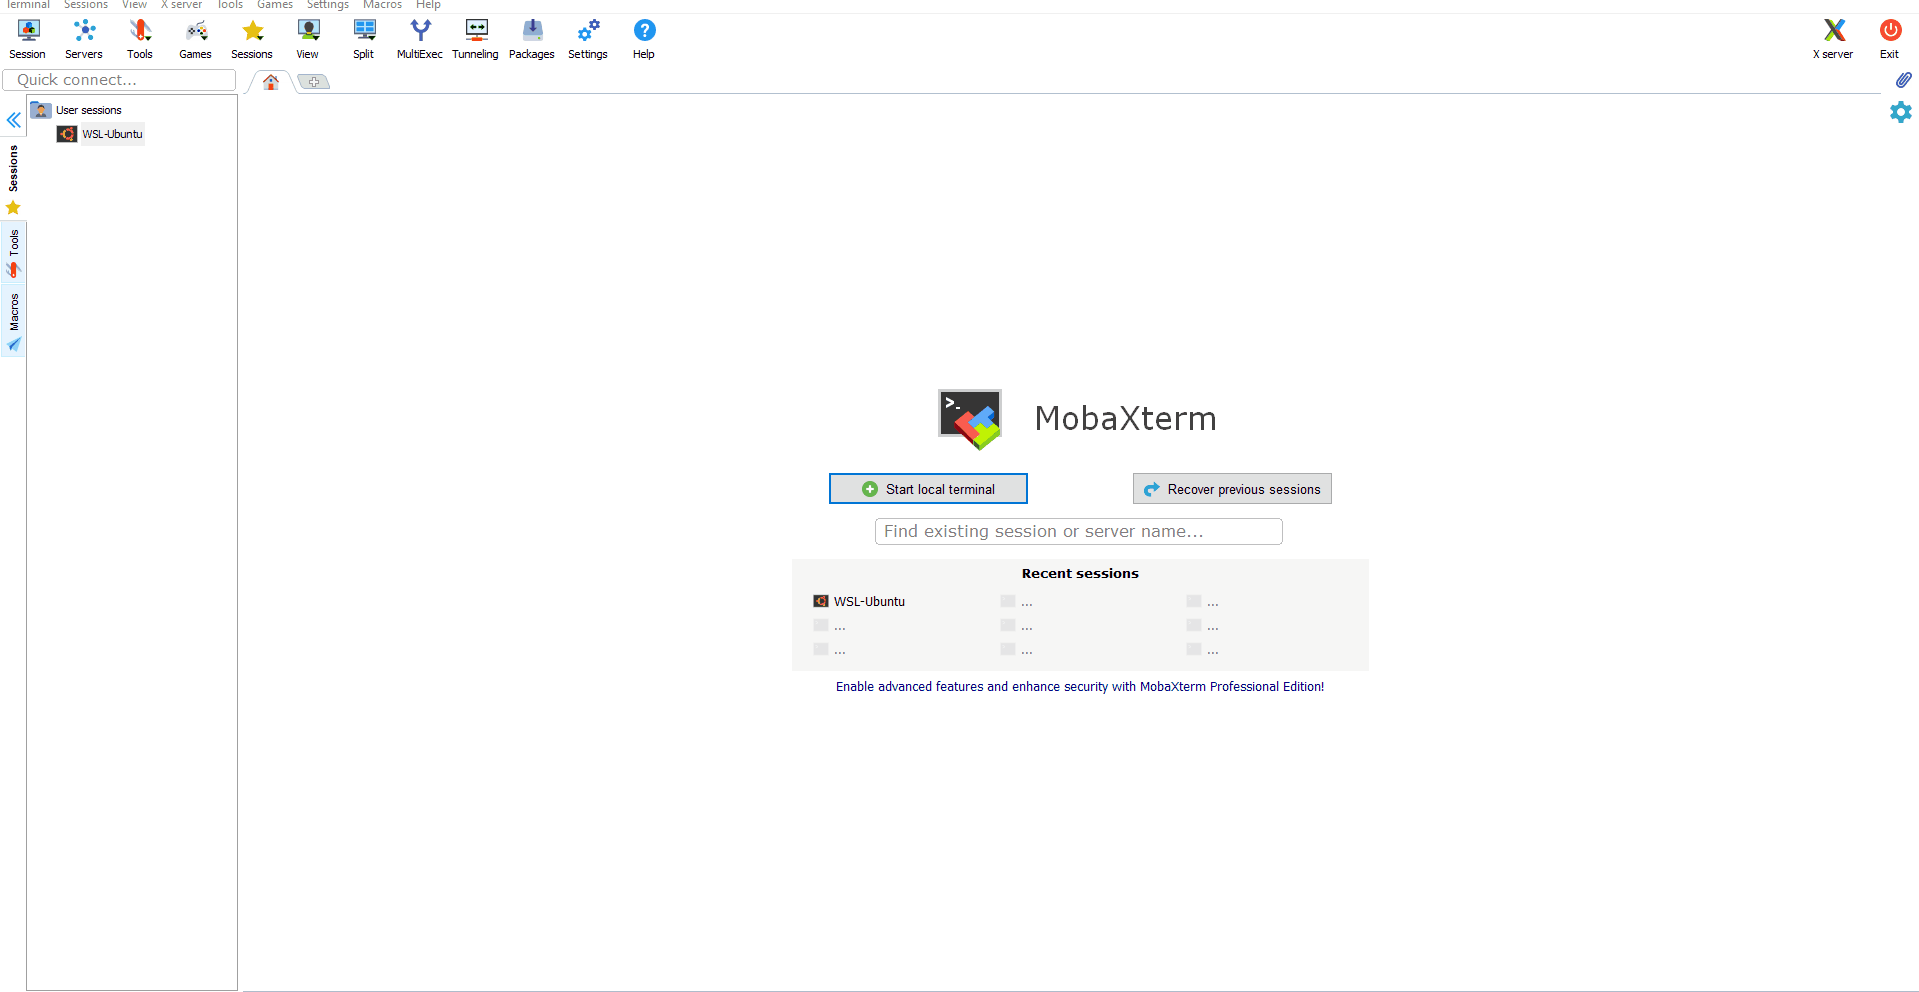 Terminal Sessions View X server Tools Games Settings Macros Help
Session Servers Tools Games Sessions View Split MultiExec Tunneling Packages Settings Help X server Exit
Quick connect...
User sessions
WSL-Ubuntu
Sessions
Tools
Macros
>_
MobaXterm
Start local terminal Recover previous sessions
Find existing session or server name...
Recent sessions
WSL-Ubuntu ... ...
... ... ...
... ... ...
Enable advanced features and enhance security with MobaXterm Professional Edition!